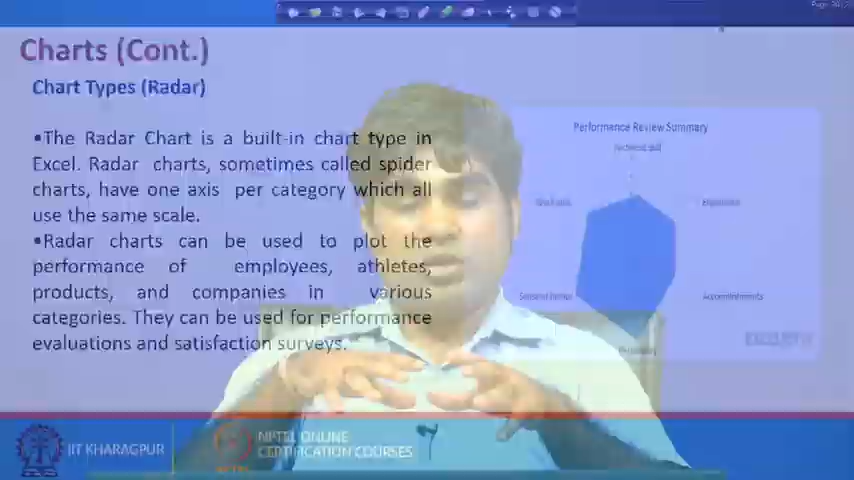 Charts (Cont.)
Chart Types (Radar)
•The Radar Chart is a built-in chart type in
Excel. Radar charts, sometimes called spider
charts, have one axis per category which all
use the same scale.
•Radar charts can be used to plot the
performance of employees, athletes,
products, and companies in various
categories. They can be used for performance
evaluations and satisfaction surveys.
Performance Review Summary
Technical Skill
Accomplishments
IIT KHARAGPUR
NPTEL ONLINE
CERTIFICATION COURSES